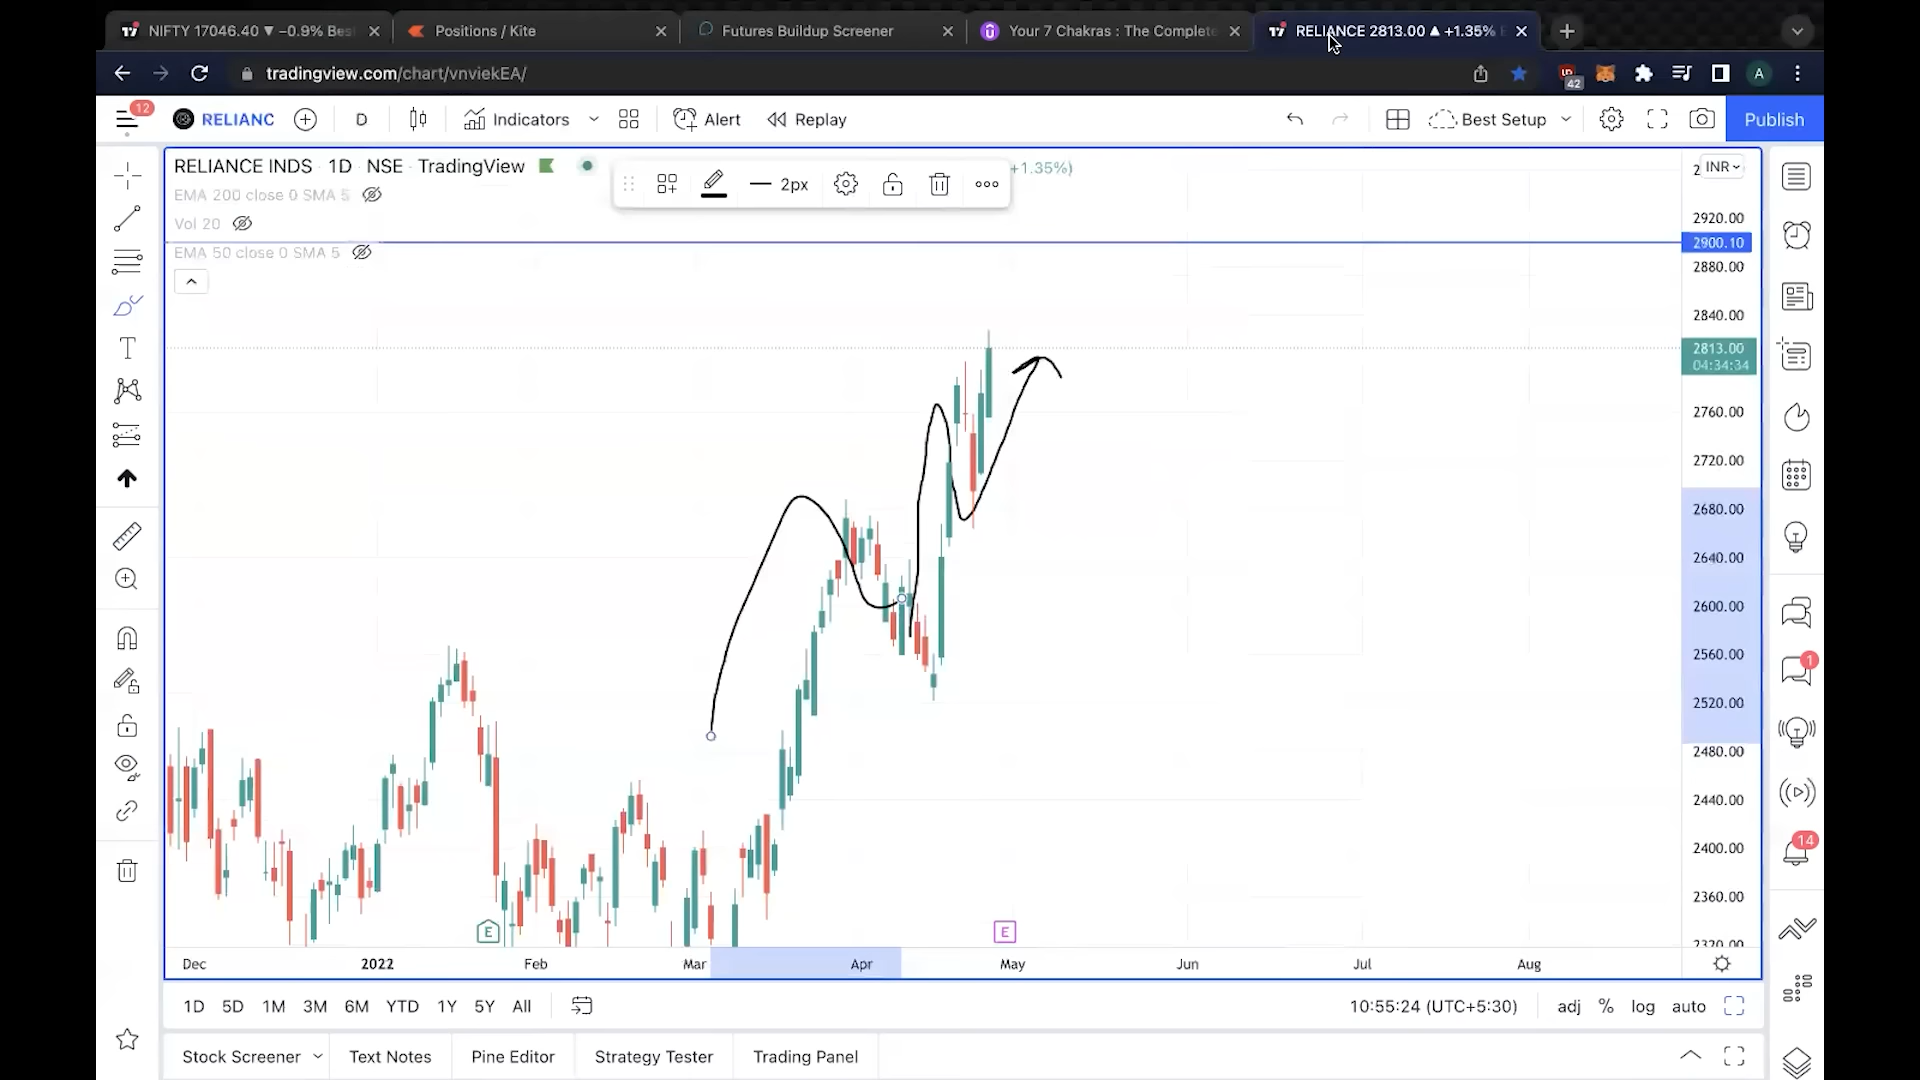 NIFTY 17046.40 ▼ −0.9% Bes
Positions / Kite
Futures Buildup Screener
Your 7 Chakras : The Complete
RELIANCE 2813.00 ▲ +1.35%
tradingview.com/chart/vnviekEA/
42
A
12
RELIANC
D
Indicators
Alert
Replay
Best Setup
Publish
RELIANCE INDS · 1D · NSE · TradingView
+1.35%)
INR
EMA 200 close 0 SMA 5
Vol 20
EMA 50 close 0 SMA 5
2px
2920.00
2900.10
2880.00
2840.00
2813.00
04:34:34
2760.00
2720.00
2680.00
2640.00
2600.00
2560.00
2520.00
2480.00
2440.00
2400.00
2360.00
2320.00
1
14
E
E
Dec
2022
Feb
Mar
Apr
May
Jun
Jul
Aug
1D
5D
1M
3M
6M
YTD
1Y
5Y
All
10:55:24 (UTC+5:30)
adj
%
log
auto
Stock Screener
Text Notes
Pine Editor
Strategy Tester
Trading Panel